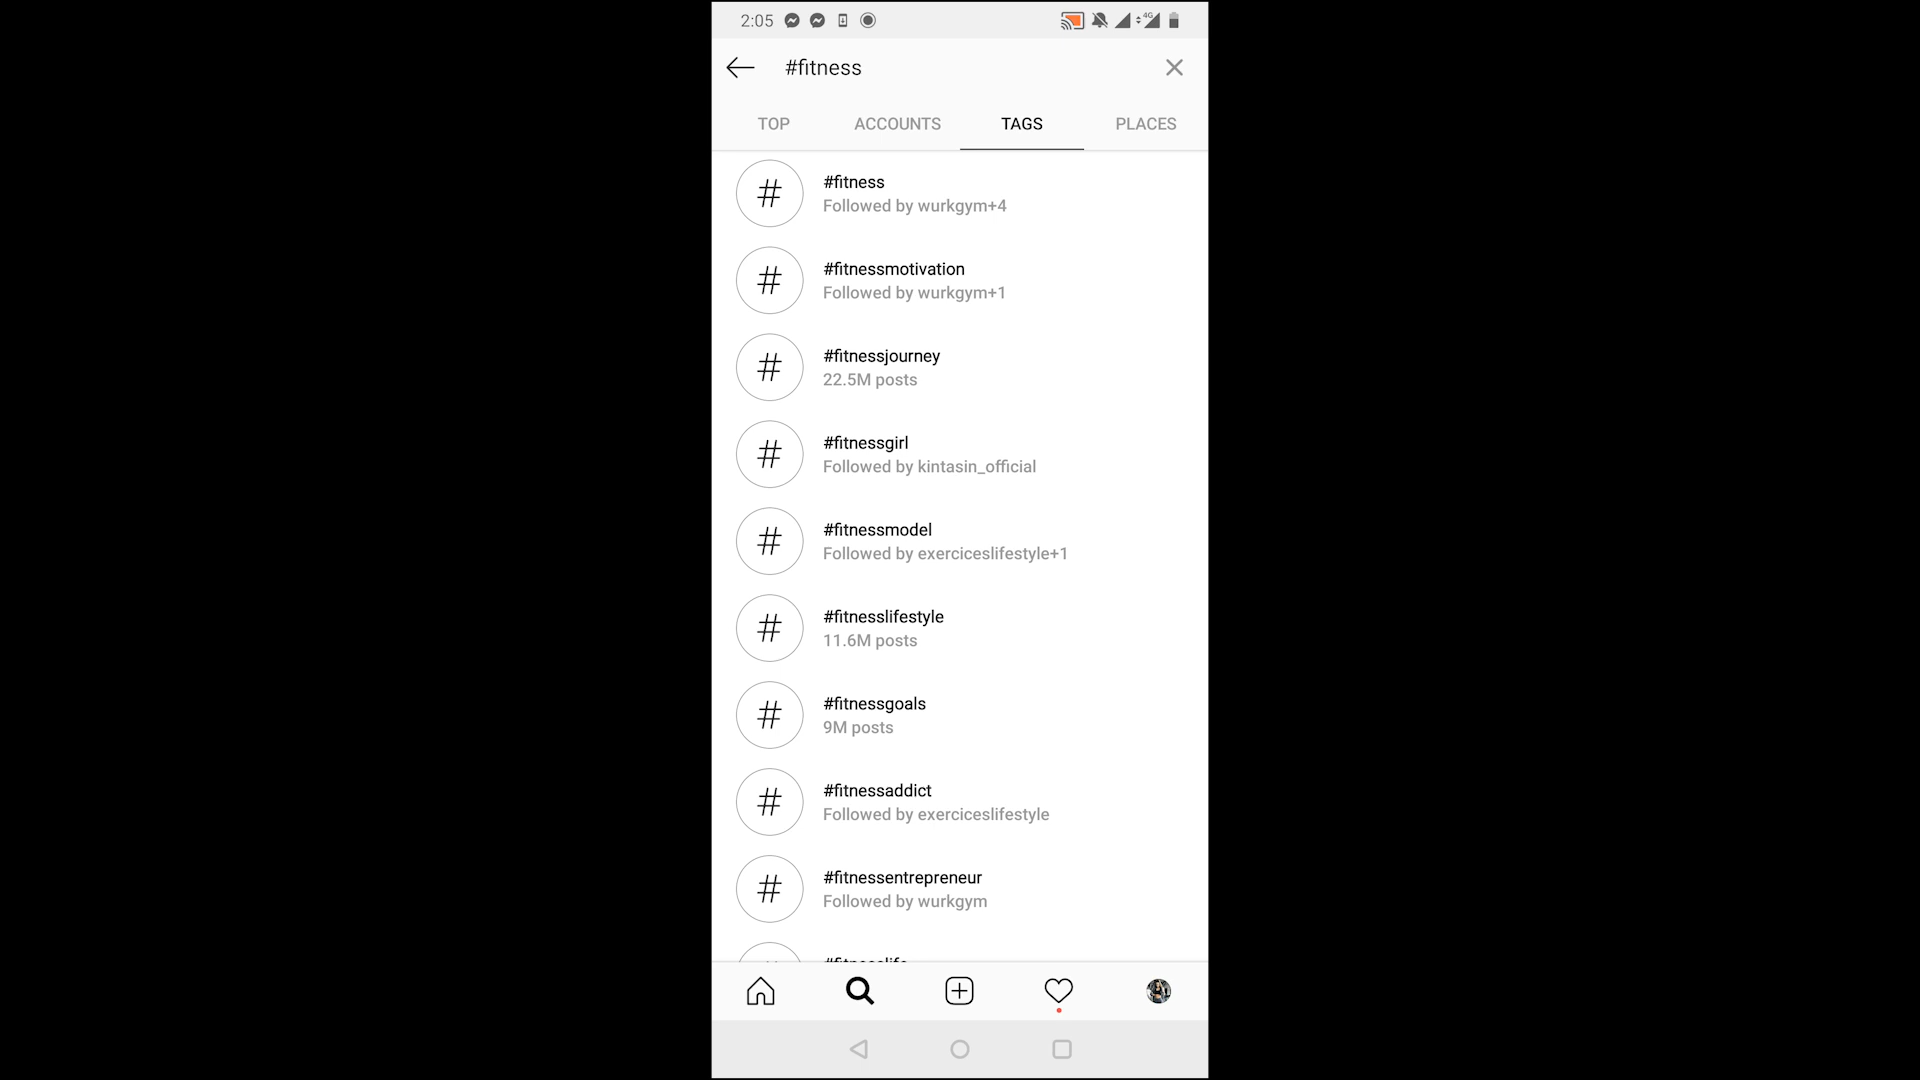 2:05
4G
#fitness
TOP ACCOUNTS TAGS PLACES
#fitness
Followed by wurkgym+4
#fitnessmotivation
Followed by wurkgym+1
#fitnessjourney
22.5M posts
#fitnessgirl
Followed by kintasin_official
#fitnessmodel
Followed by exerciceslifestyle+1
#fitnesslifestyle
11.6M posts
#fitnessgoals
9M posts
#fitnessaddict
Followed by exerciceslifestyle
#fitnessentrepreneur
Followed by wurkgym